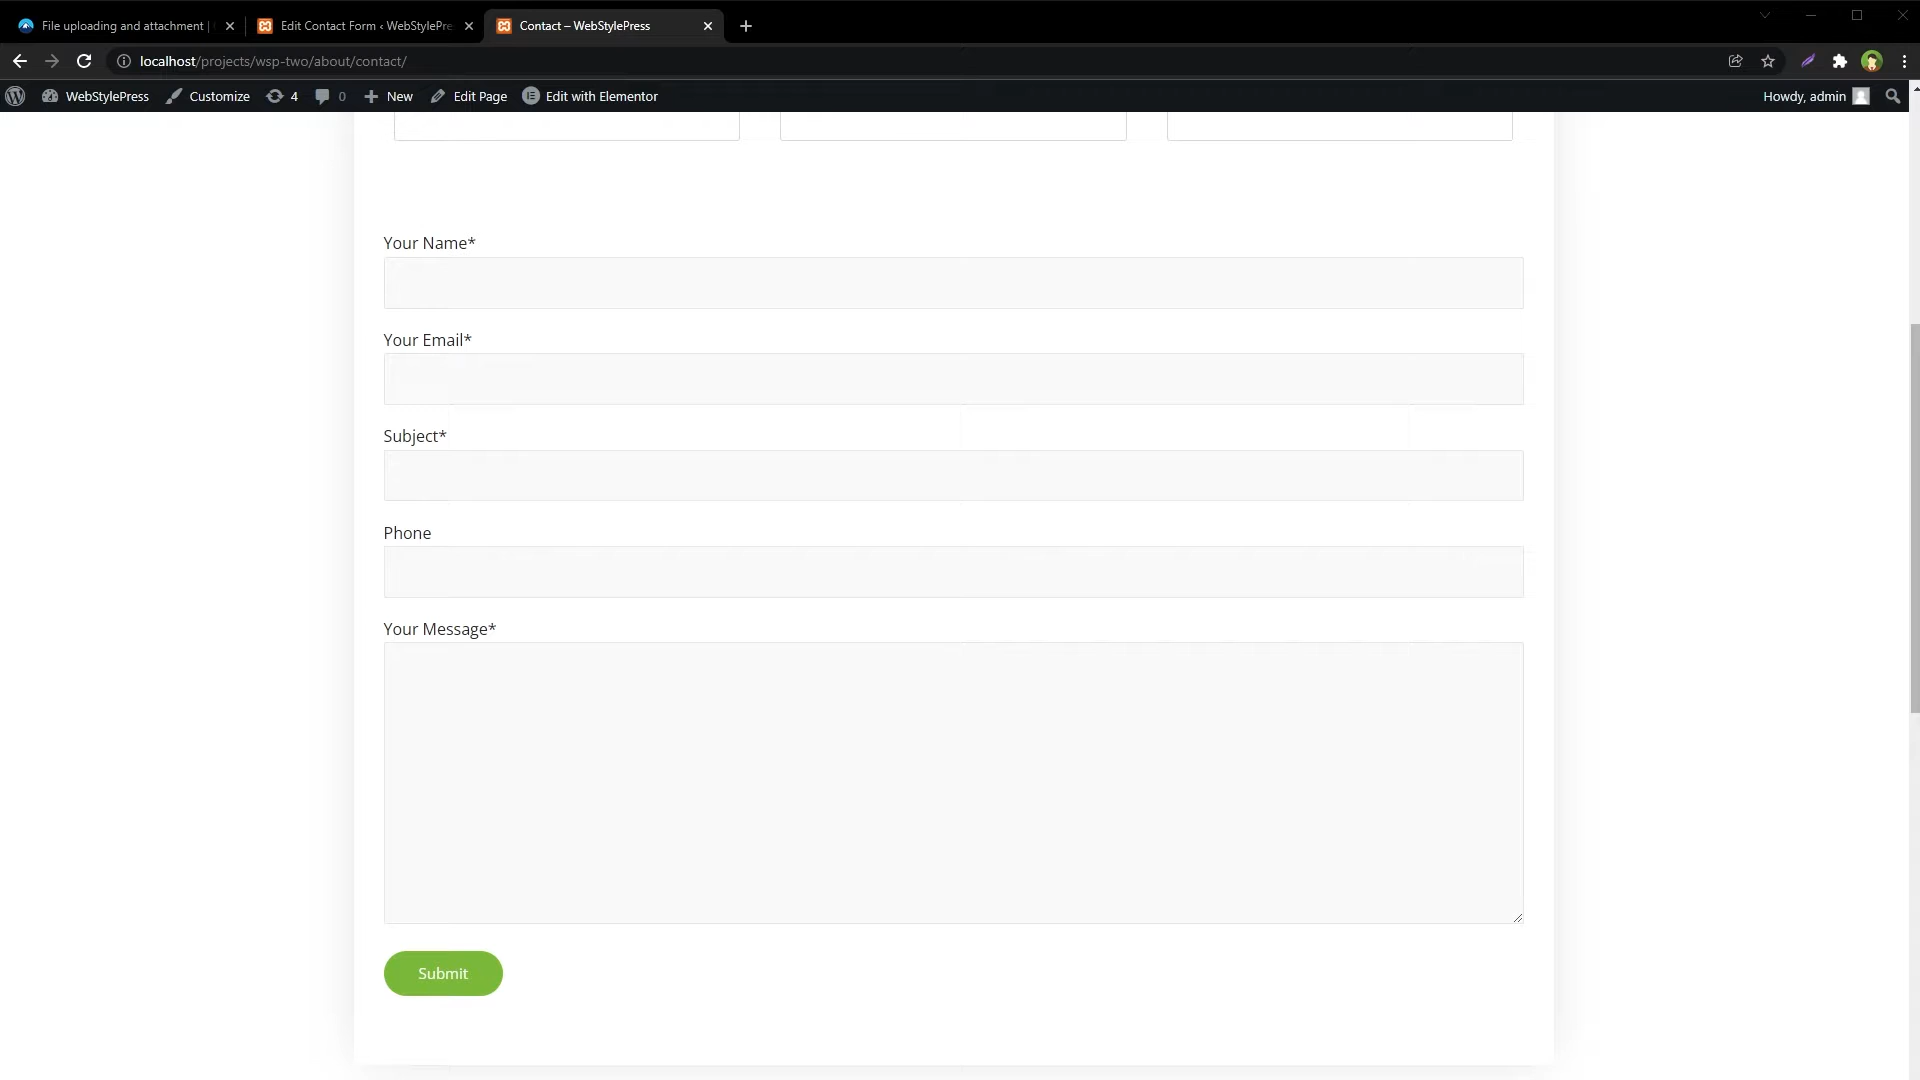 File uploading and attachment |
Edit Contact Form ‹ WebStylePre
Contact – WebStylePress
localhost/projects/wsp-two/about/contact/
WebStylePress Customize 4 0 New Edit Page Edit with Elementor Howdy, admin
Your Name*
Your Email*
Subject*
Phone
Your Message*
Submit